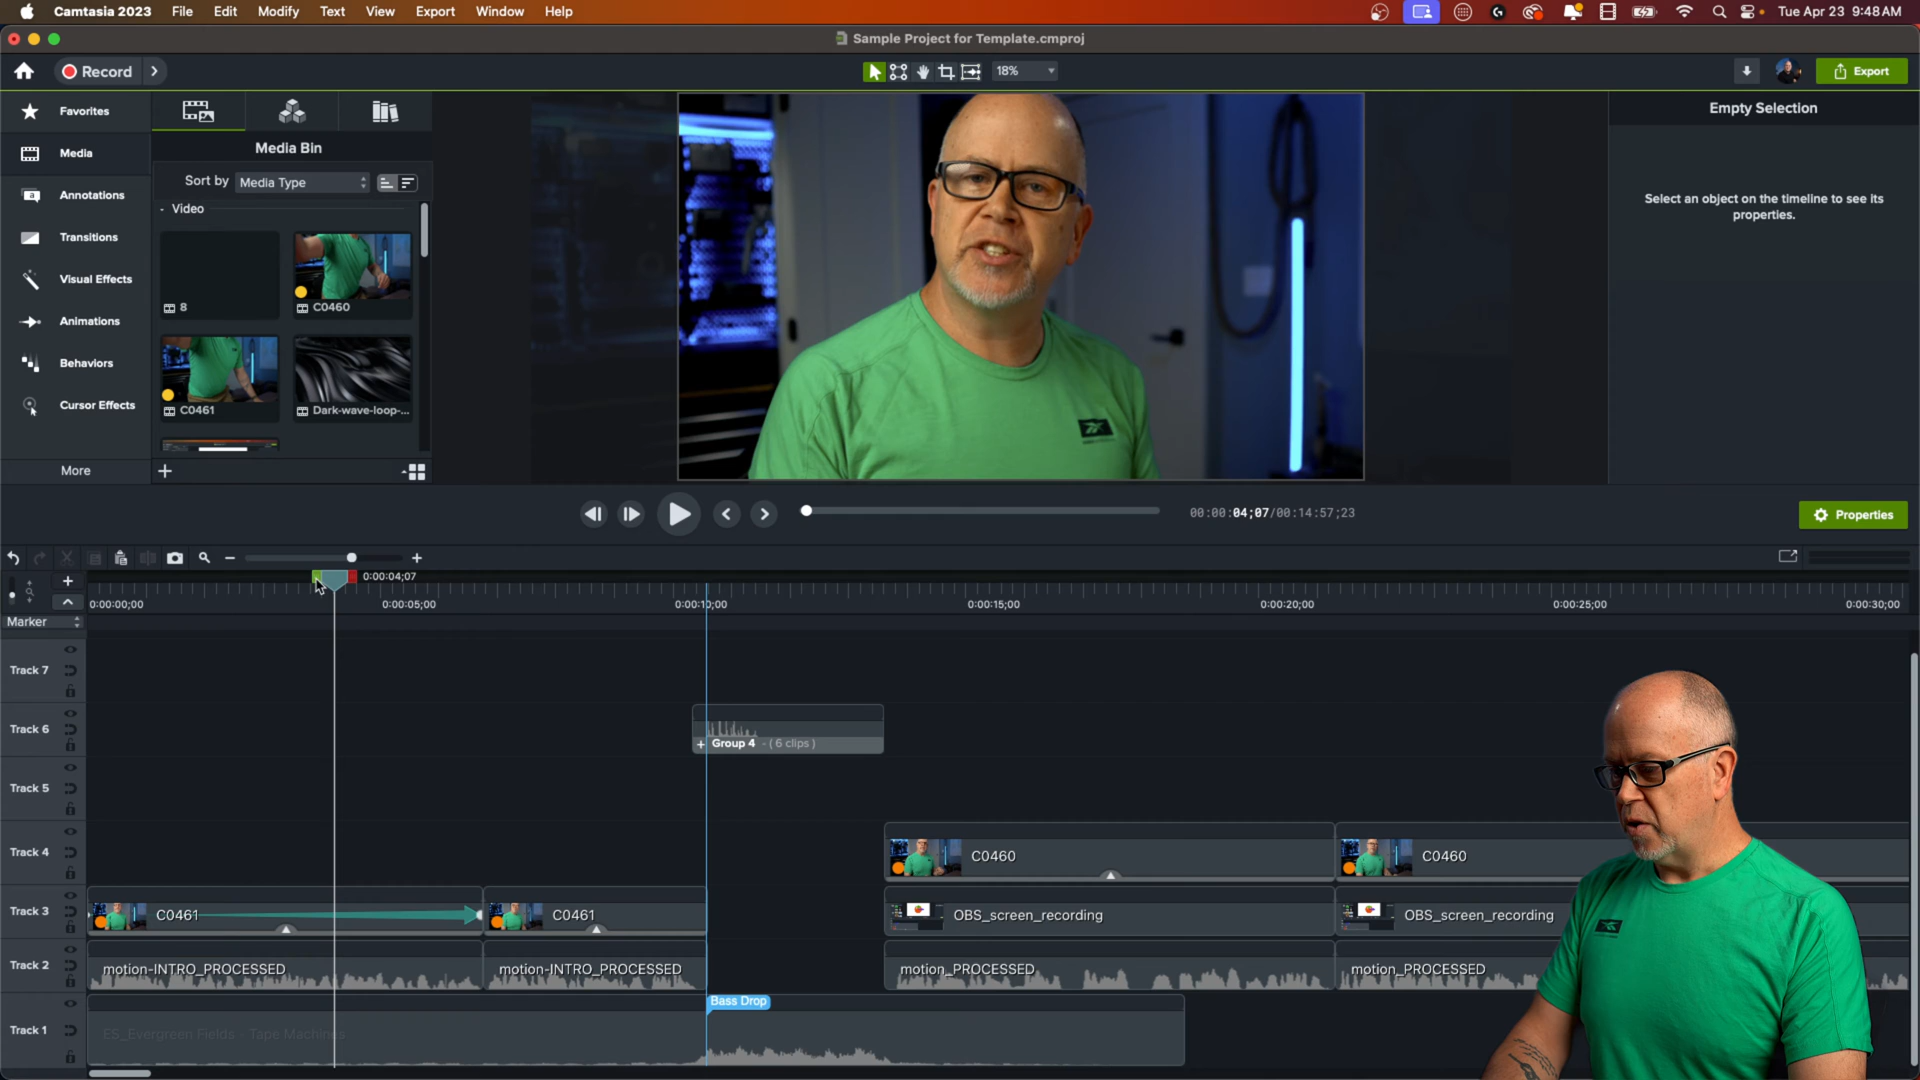 Camtasia 2023 File Edit Modify Text View Export Window Help Tue Apr 23 9:48 AM
Sample Project for Template.cmproj
Record 18% Export
Favorites
Media
Annotations
Transitions
Visual Effects
Animations
Behaviors
Cursor Effects
More
Media Bin
Sort by Media Type
Video
8
C0460
C0461
Dark-wave-loop-...
Empty Selection
Select an object on the timeline to see its
properties.
00:00:04;07/00:14:57;23
Properties
0:00:04;07
0:00:00;00 0:00:05;00 0:00:10;00 0:00:15;00 0:00:20;00 0:00:25;00 0:00:30;00
Marker
Track 7
Track 6
Group 4 - ( 6 clips )
Track 5
Track 4
C0460
C0460
Track 3
C0461
C0461
OBS_screen_recording
OBS_screen_recording
Track 2
motion-INTRO_PROCESSED
motion-INTRO_PROCESSED
motion_PROCESSED
motion_PROCESSED
Bass Drop
Track 1
ES_Evergreen Fields - Tape Machines